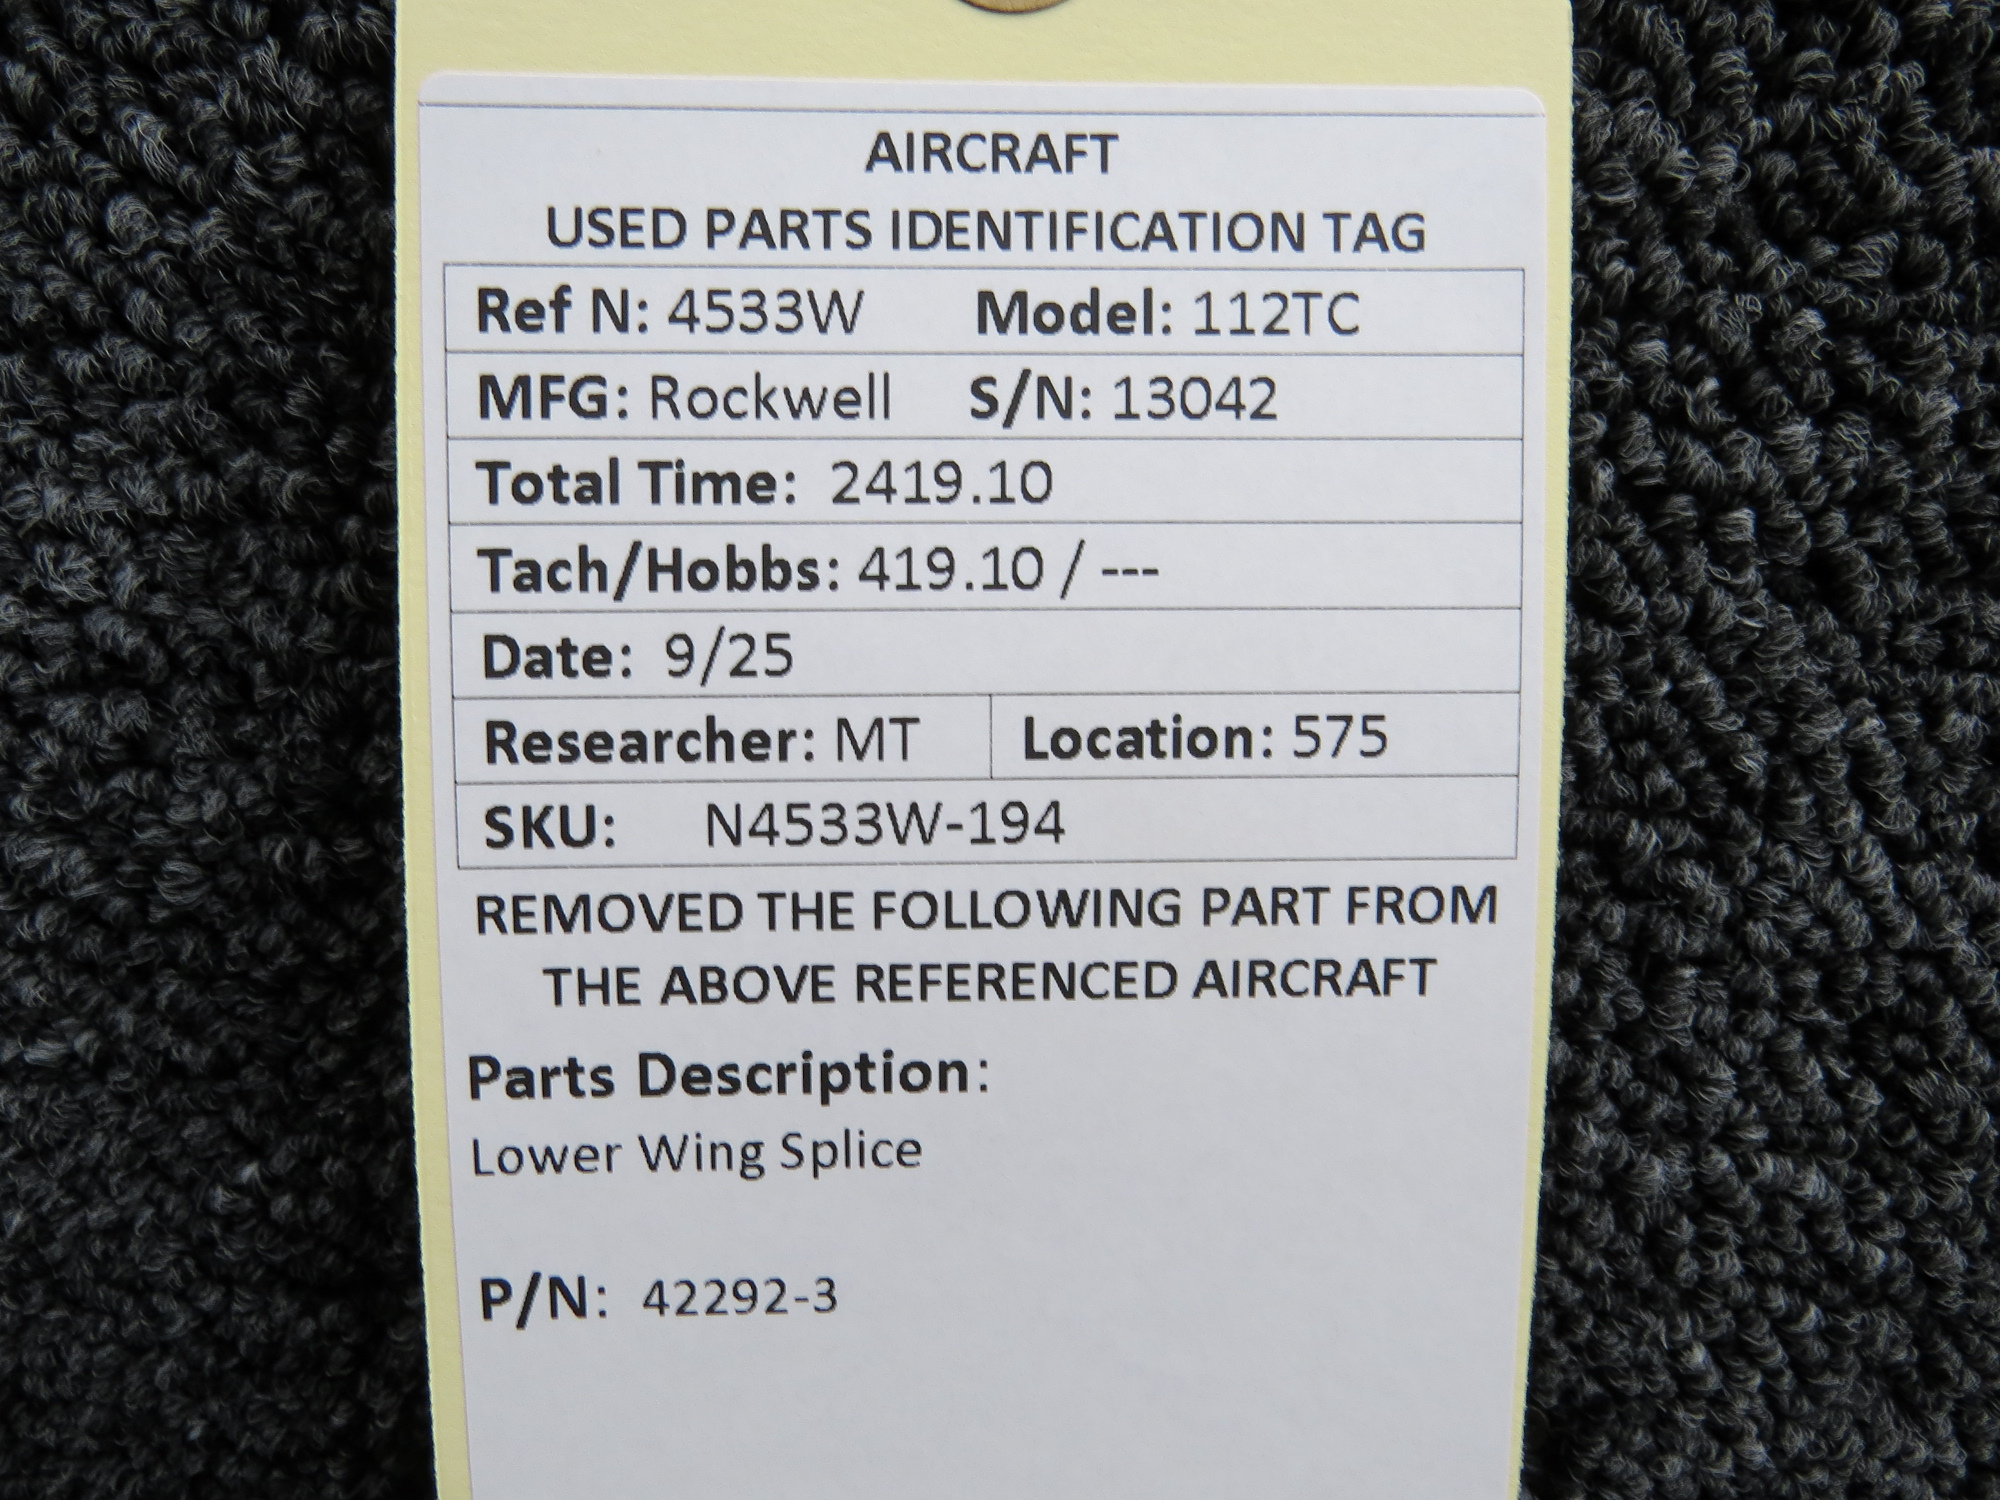 AIRCRAFT
USED PARTS IDENTIFICATION TAG
Ref N: 4533W Model: 112TC
MFG: Rockwell S/N: 13042
Total Time: 2419.10
Tach/Hobbs: 419.10 / ---
Date: 9/25
Researcher: MT Location: 575
SKU: N4533W-194
REMOVED THE FOLLOWING PART FROM
THE ABOVE REFERENCED AIRCRAFT
Parts Description:
Lower Wing Splice
P/N: 42292-3